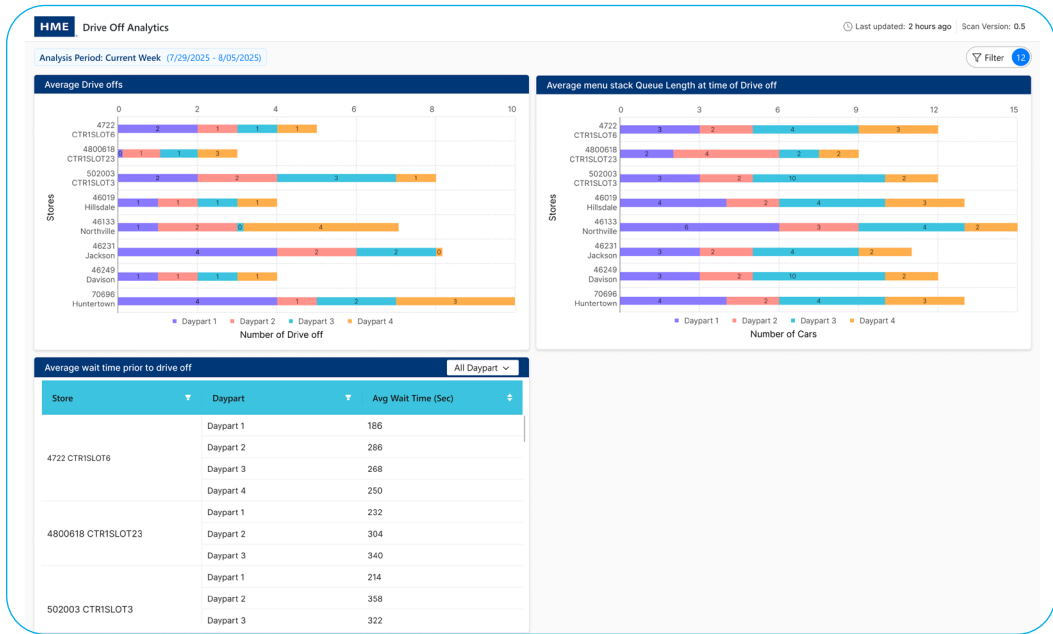 HME Drive Off Analytics
Last updated: 2 hours ago Scan Version: 0.5
Analysis Period: Current Week (7/29/2025 - 8/05/2025)
Filter 12
Average Drive offs
0 2 4 6 8 10
Stores
4722
CTR1SLOT6
2 1 1 1
4800618
CTR1SLOT23
0 1 1 3
502003
CTR1SLOT3
2 2 3 1
46019
Hillsdale
1 1 1 1
46133
Northville
1 2 0 4
46231
Jackson
4 2 2 0
46249
Davison
1 1 1 1
70696
Huntertown
4 1 2 3
Daypart 1 Daypart 2 Daypart 3 Daypart 4
Number of Drive off
Average menu stack Queue Length at time of Drive off
0 3 6 9 12 15
Stores
4722
CTR1SLOT6
3 2 4 3
4800618
CTR1SLOT23
2 4 2 2
502003
CTR1SLOT3
3 2 10 2
46019
Hillsdale
4 2 4 3
46133
Northville
6 3 4 2
46231
Jackson
3 2 4 2
46249
Davison
3 2 10 2
70696
Huntertown
4 2 4 3
Daypart 1 Daypart 2 Daypart 3 Daypart 4
Number of Cars
Average wait time prior to drive off
All Daypart
Store Daypart Avg Wait Time (Sec)
4722 CTR1SLOT6
Daypart 1 186
Daypart 2 286
Daypart 3 268
Daypart 4 250
4800618 CTR1SLOT23
Daypart 1 232
Daypart 2 304
Daypart 3 340
502003 CTR1SLOT3
Daypart 1 214
Daypart 2 358
Daypart 3 322